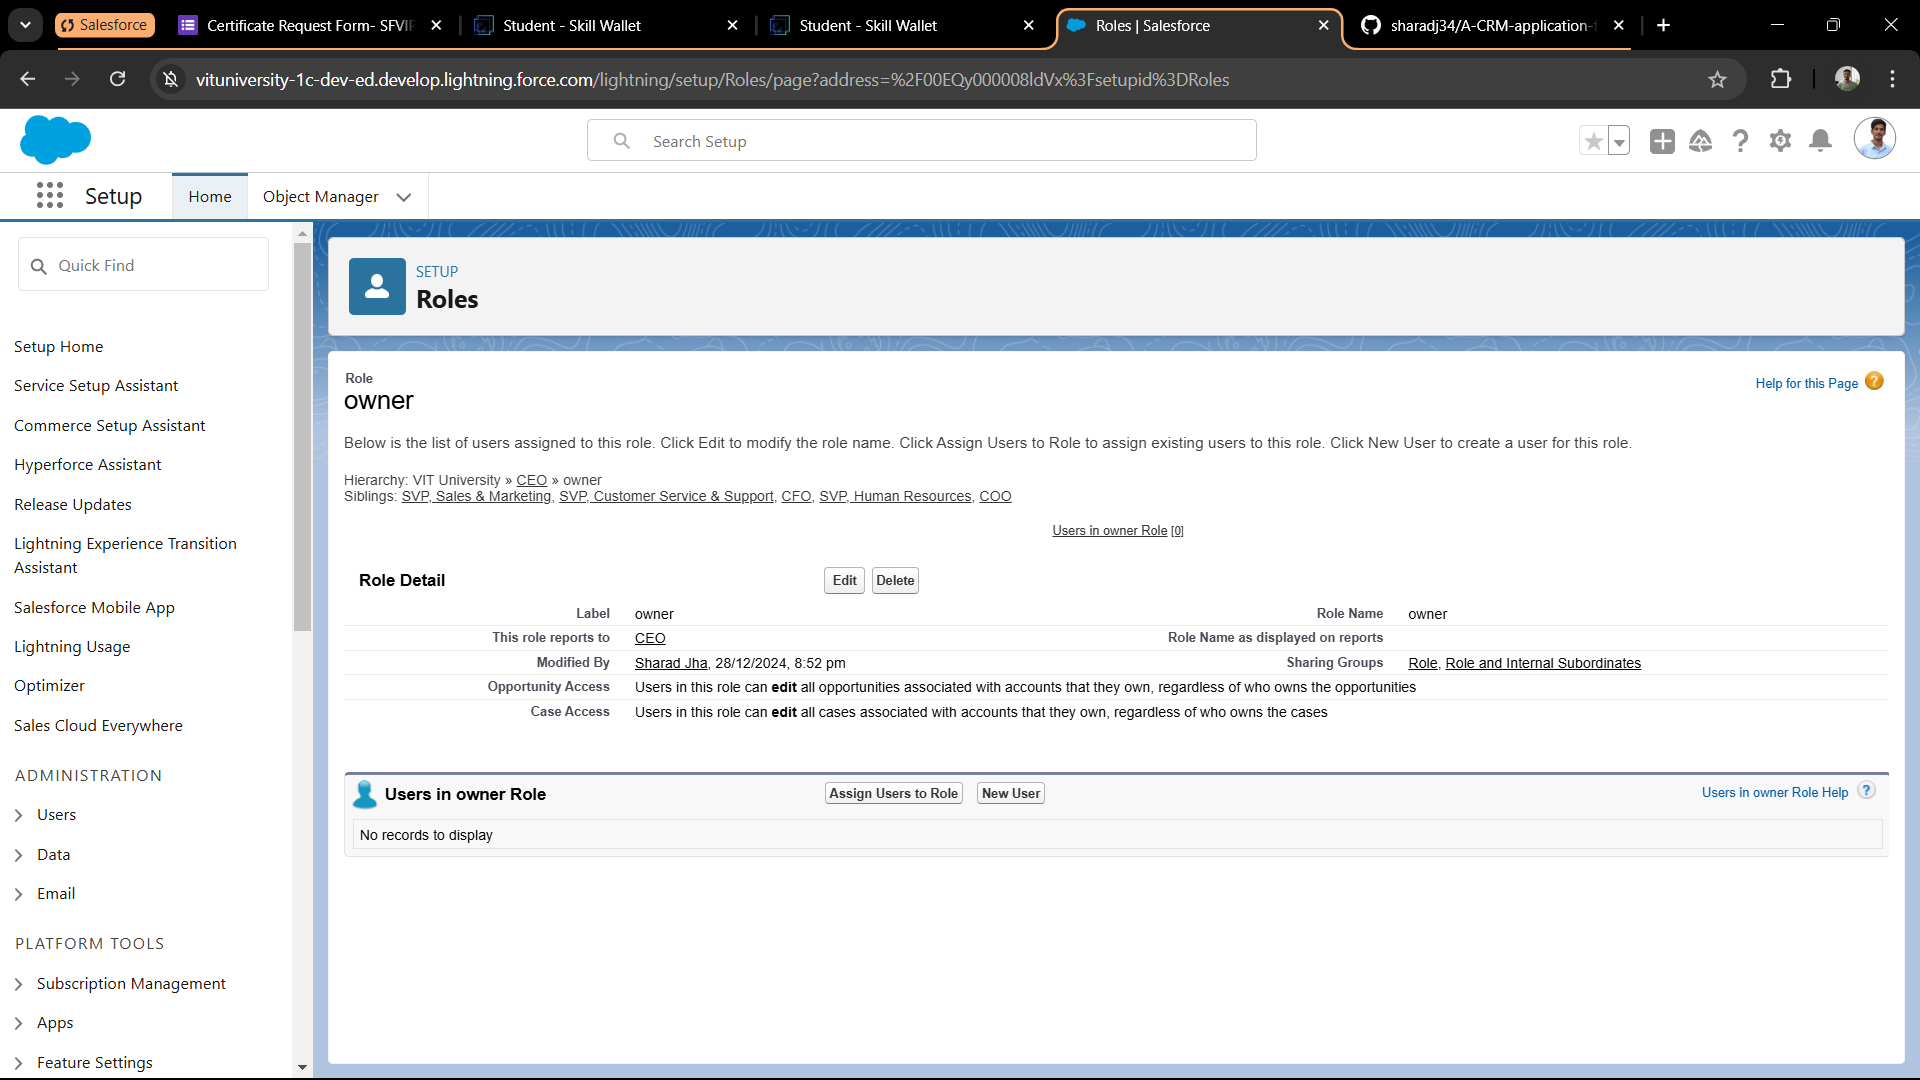 Salesforce
Certificate Request Form- SFVIP
Student - Skill Wallet
Student - Skill Wallet
Roles | Salesforce
sharadj34/A-CRM-application-
vituniversity-1c-dev-ed.develop.lightning.force.com/lightning/setup/Roles/page?address=%2F00EQy000008ldVx%3Fsetupid%3DRoles
Search Setup
Setup
Home
Object Manager
Quick Find
Setup Home
Service Setup Assistant
Commerce Setup Assistant
Hyperforce Assistant
Release Updates
Lightning Experience Transition
Assistant
Salesforce Mobile App
Lightning Usage
Optimizer
Sales Cloud Everywhere
ADMINISTRATION
Users
Data
Email
PLATFORM TOOLS
Subscription Management
Apps
Feature Settings
SETUP
Roles
Role
owner
Help for this Page
Below is the list of users assigned to this role. Click Edit to modify the role name. Click Assign Users to Role to assign existing users to this role. Click New User to create a user for this role.
Hierarchy: VIT University » CEO » owner
Siblings: SVP, Sales & Marketing, SVP, Customer Service & Support, CFO, SVP, Human Resources, COO
Users in owner Role [0]
Role Detail
Edit Delete
Label owner Role Name owner
This role reports to CEO Role Name as displayed on reports
Modified By Sharad Jha, 28/12/2024, 8:52 pm Sharing Groups Role, Role and Internal Subordinates
Opportunity Access Users in this role can edit all opportunities associated with accounts that they own, regardless of who owns the opportunities
Case Access Users in this role can edit all cases associated with accounts that they own, regardless of who owns the cases
Users in owner Role
Assign Users to Role New User
Users in owner Role Help
No records to display